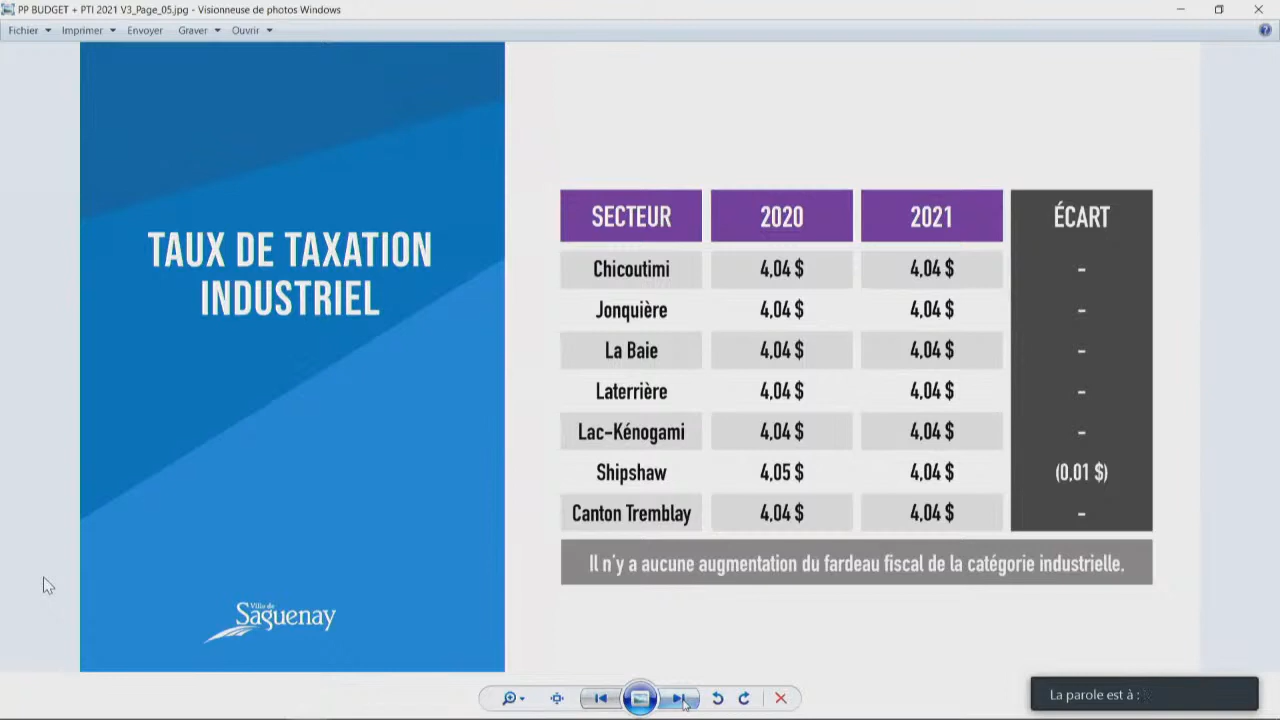 PP BUDGET + PTI 2021 V3_Page_05.jpg - Visionneuse de photos Windows
Fichier Imprimer Envoyer Graver Ouvrir
TAUX DE TAXATION
INDUSTRIEL
Ville de
Saguenay
SECTEUR 2020 2021 ÉCART
Chicoutimi 4,04 $ 4,04 $ -
Jonquière 4,04 $ 4,04 $ -
La Baie 4,04 $ 4,04 $ -
Laterrière 4,04 $ 4,04 $ -
Lac-Kénogami 4,04 $ 4,04 $ -
Shipshaw 4,05 $ 4,04 $ (0,01 $)
Canton Tremblay 4,04 $ 4,04 $ -
Il n'y a aucune augmentation du fardeau fiscal de la catégorie industrielle.
La parole est à :